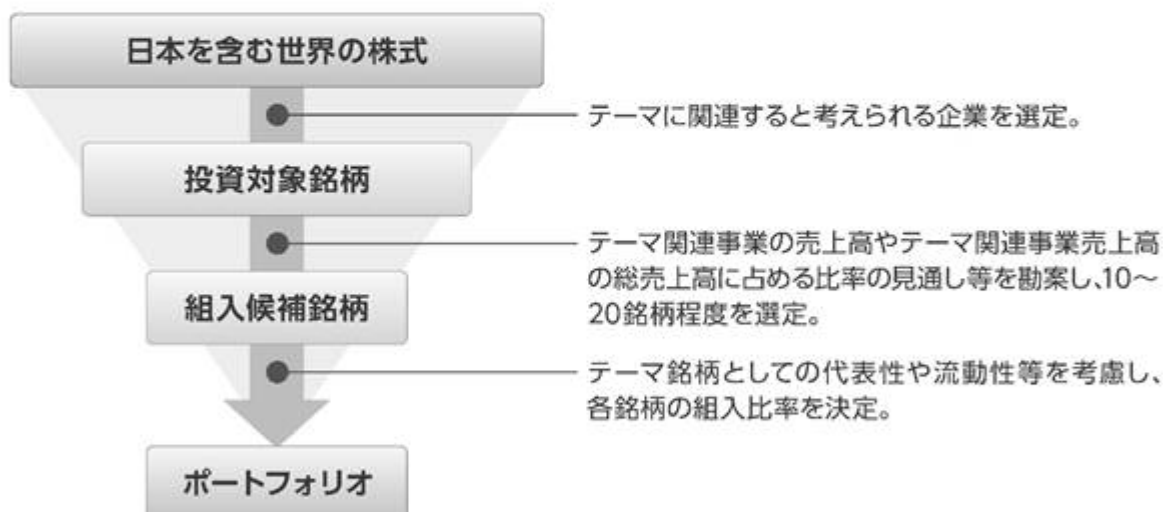 日本を含む世界の株式
テーマに関連すると考えられる企業を選定。
投資対象銘柄
テーマ関連事業の売上高やテーマ関連事業売上高
の総売上高に占める比率の見通し等を勘案し、10～
20銘柄程度を選定。
組入候補銘柄
テーマ銘柄としての代表性や流動性等を考慮し、
各銘柄の組入比率を決定。
ポートフォリオ